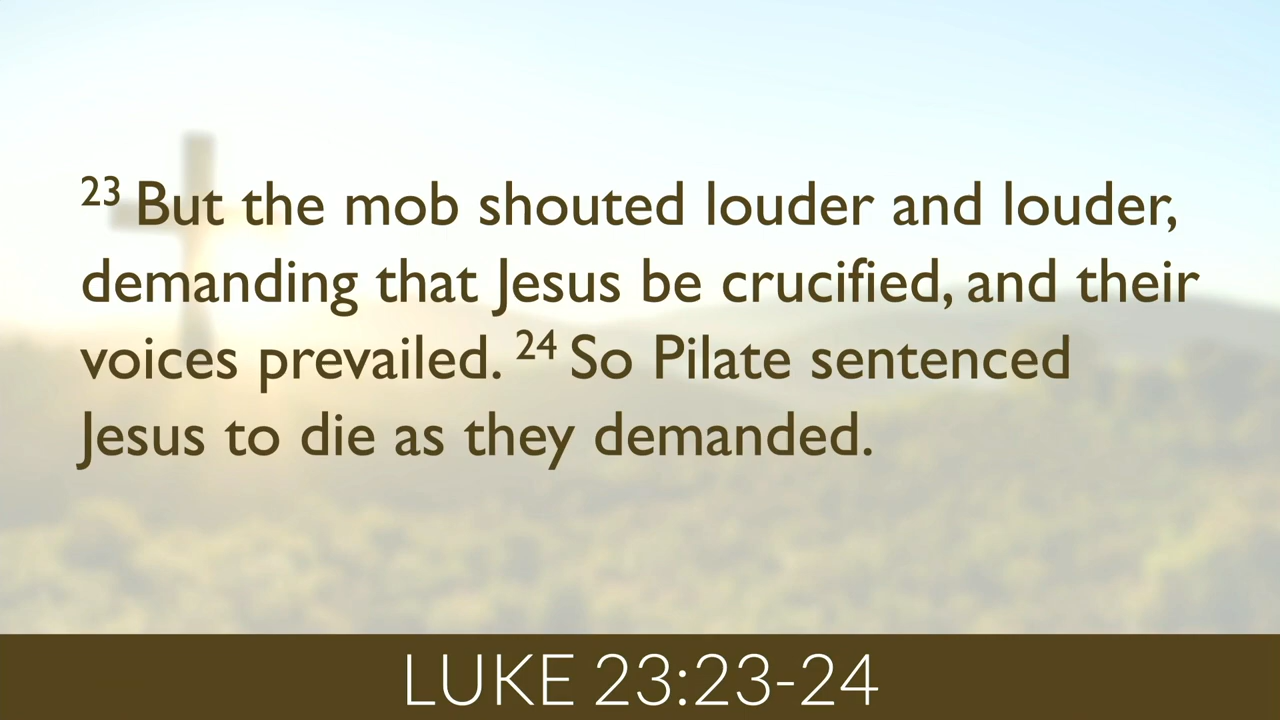 23 But the mob shouted louder and louder,
demanding that Jesus be crucified, and their
voices prevailed. 24 So Pilate sentenced
Jesus to die as they demanded.
LUKE 23:23-24